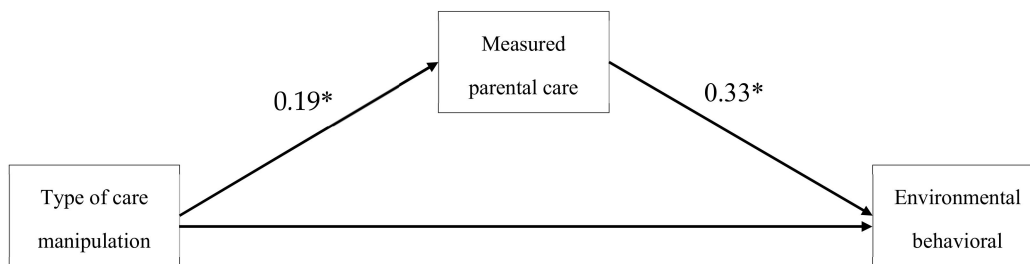 Measured
parental care
0.19*
0.33*
Type of care
manipulation
Environmental
behavioral